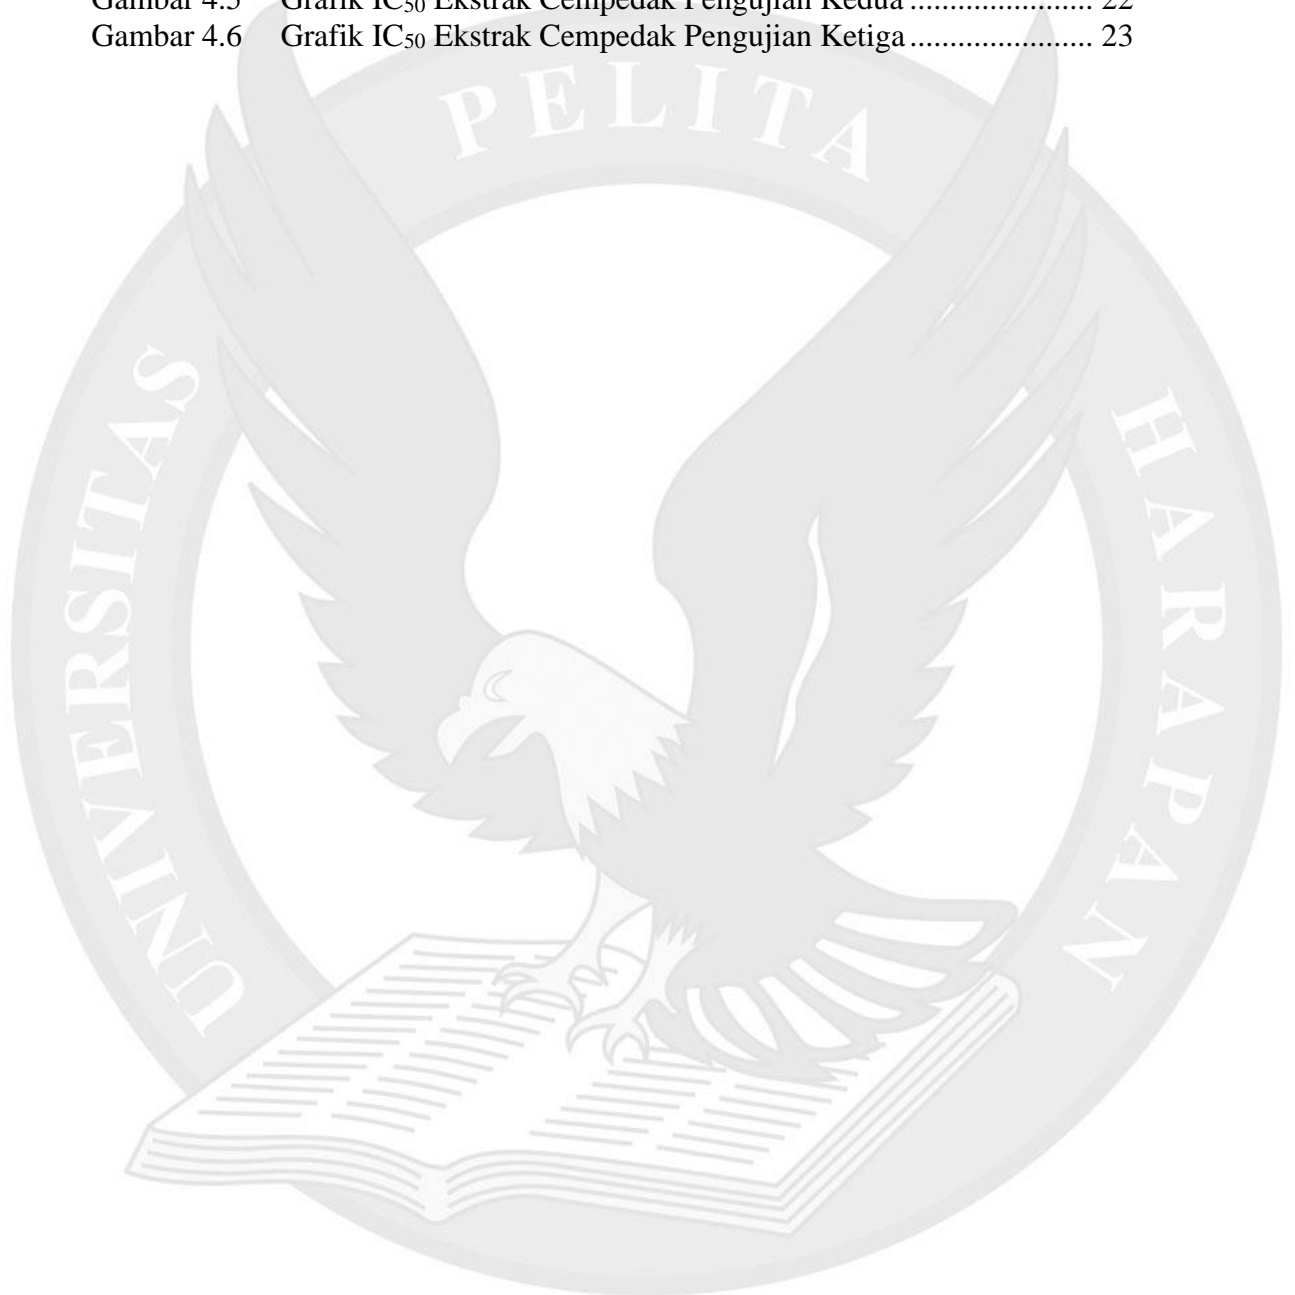 Gambar 4.5 Grafik IC₅₀ Ekstrak Cempedak Pengujian Kedua ....................... 22
Gambar 4.6 Grafik IC₅₀ Ekstrak Cempedak Pengujian Ketiga ....................... 23
UNIVERSITAS PELITA HARAPAN